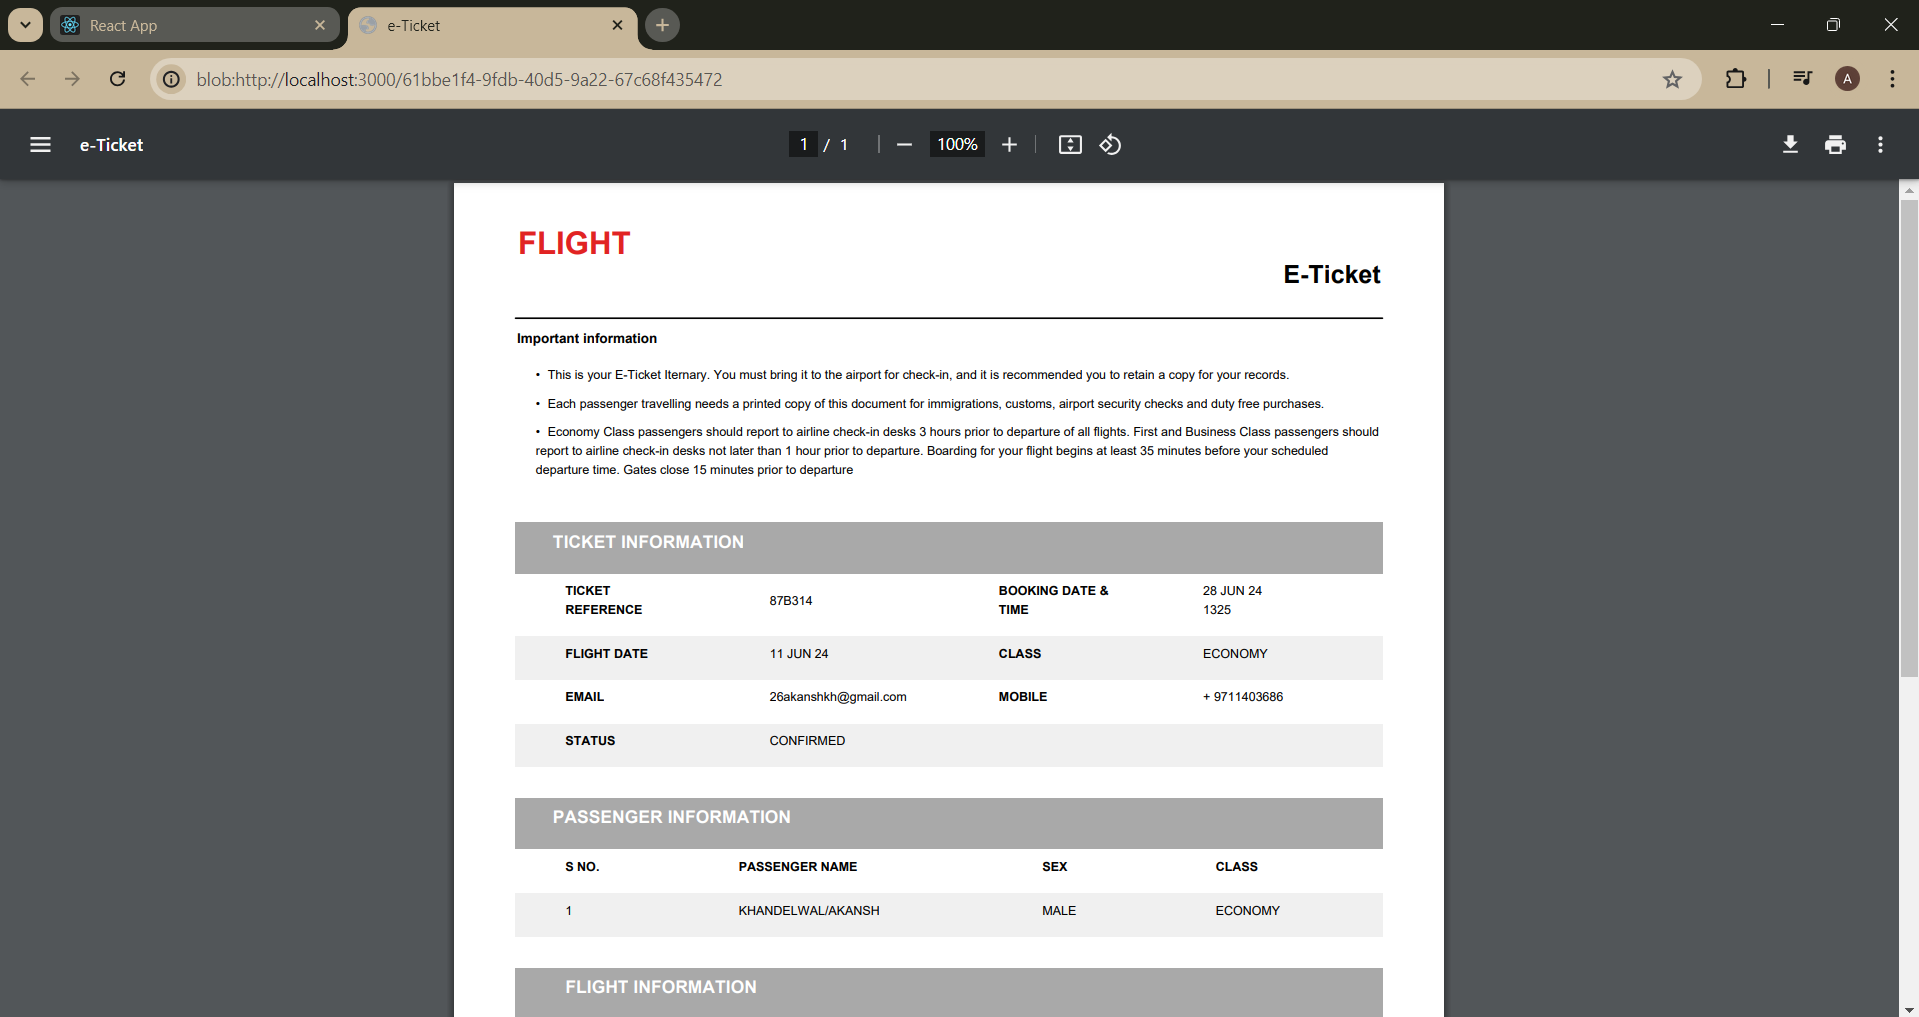 React App
e-Ticket
blob:http://localhost:3000/61bbe1f4-9fdb-40d5-9a22-67c68f435472
A
e-Ticket
1 / 1
100%
FLIGHT
E-Ticket
Important information
• This is your E-Ticket Iternary. You must bring it to the airport for check-in, and it is recommended you to retain a copy for your records.
• Each passenger travelling needs a printed copy of this document for immigrations, customs, airport security checks and duty free purchases.
• Economy Class passengers should report to airline check-in desks 3 hours prior to departure of all flights. First and Business Class passengers should
report to airline check-in desks not later than 1 hour prior to departure. Boarding for your flight begins at least 35 minutes before your scheduled
departure time. Gates close 15 minutes prior to departure
TICKET INFORMATION
TICKET REFERENCE 87B314 BOOKING DATE & TIME 28 JUN 24 1325
FLIGHT DATE 11 JUN 24 CLASS ECONOMY
EMAIL 26akanshkh@gmail.com MOBILE + 9711403686
STATUS CONFIRMED
PASSENGER INFORMATION
S NO. PASSENGER NAME SEX CLASS
1 KHANDELWAL/AKANSH MALE ECONOMY
FLIGHT INFORMATION